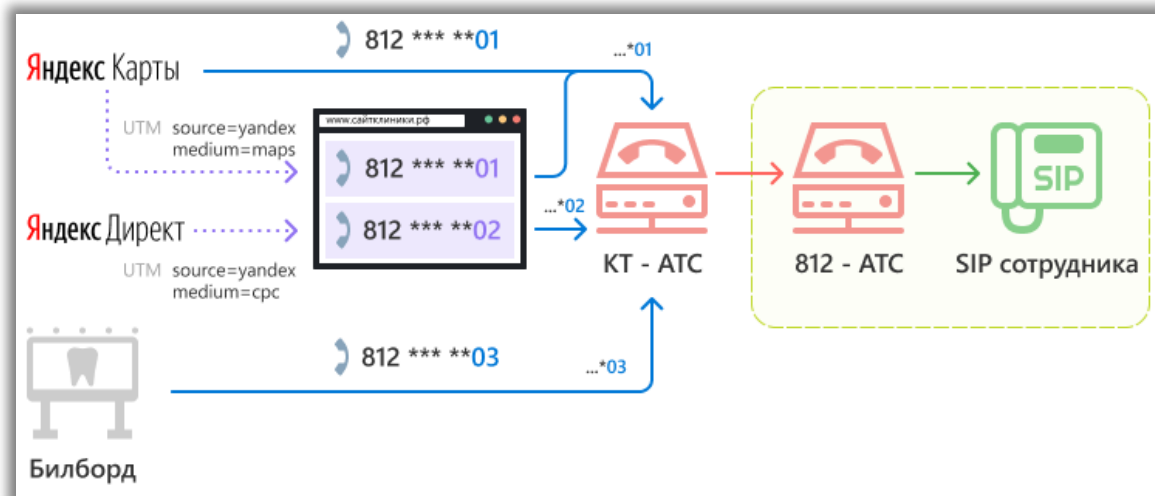 812 *** **01
...*01
Яндекс Карты
UTM source=yandex
medium=maps
www.сайтклиники.рф
812 *** **01
812 *** **02
...*02
Яндекс Директ
UTM source=yandex
medium=cpc
КТ - АТС
812 - АТС
SIP
SIP сотрудника
812 *** **03
...*03
Билборд